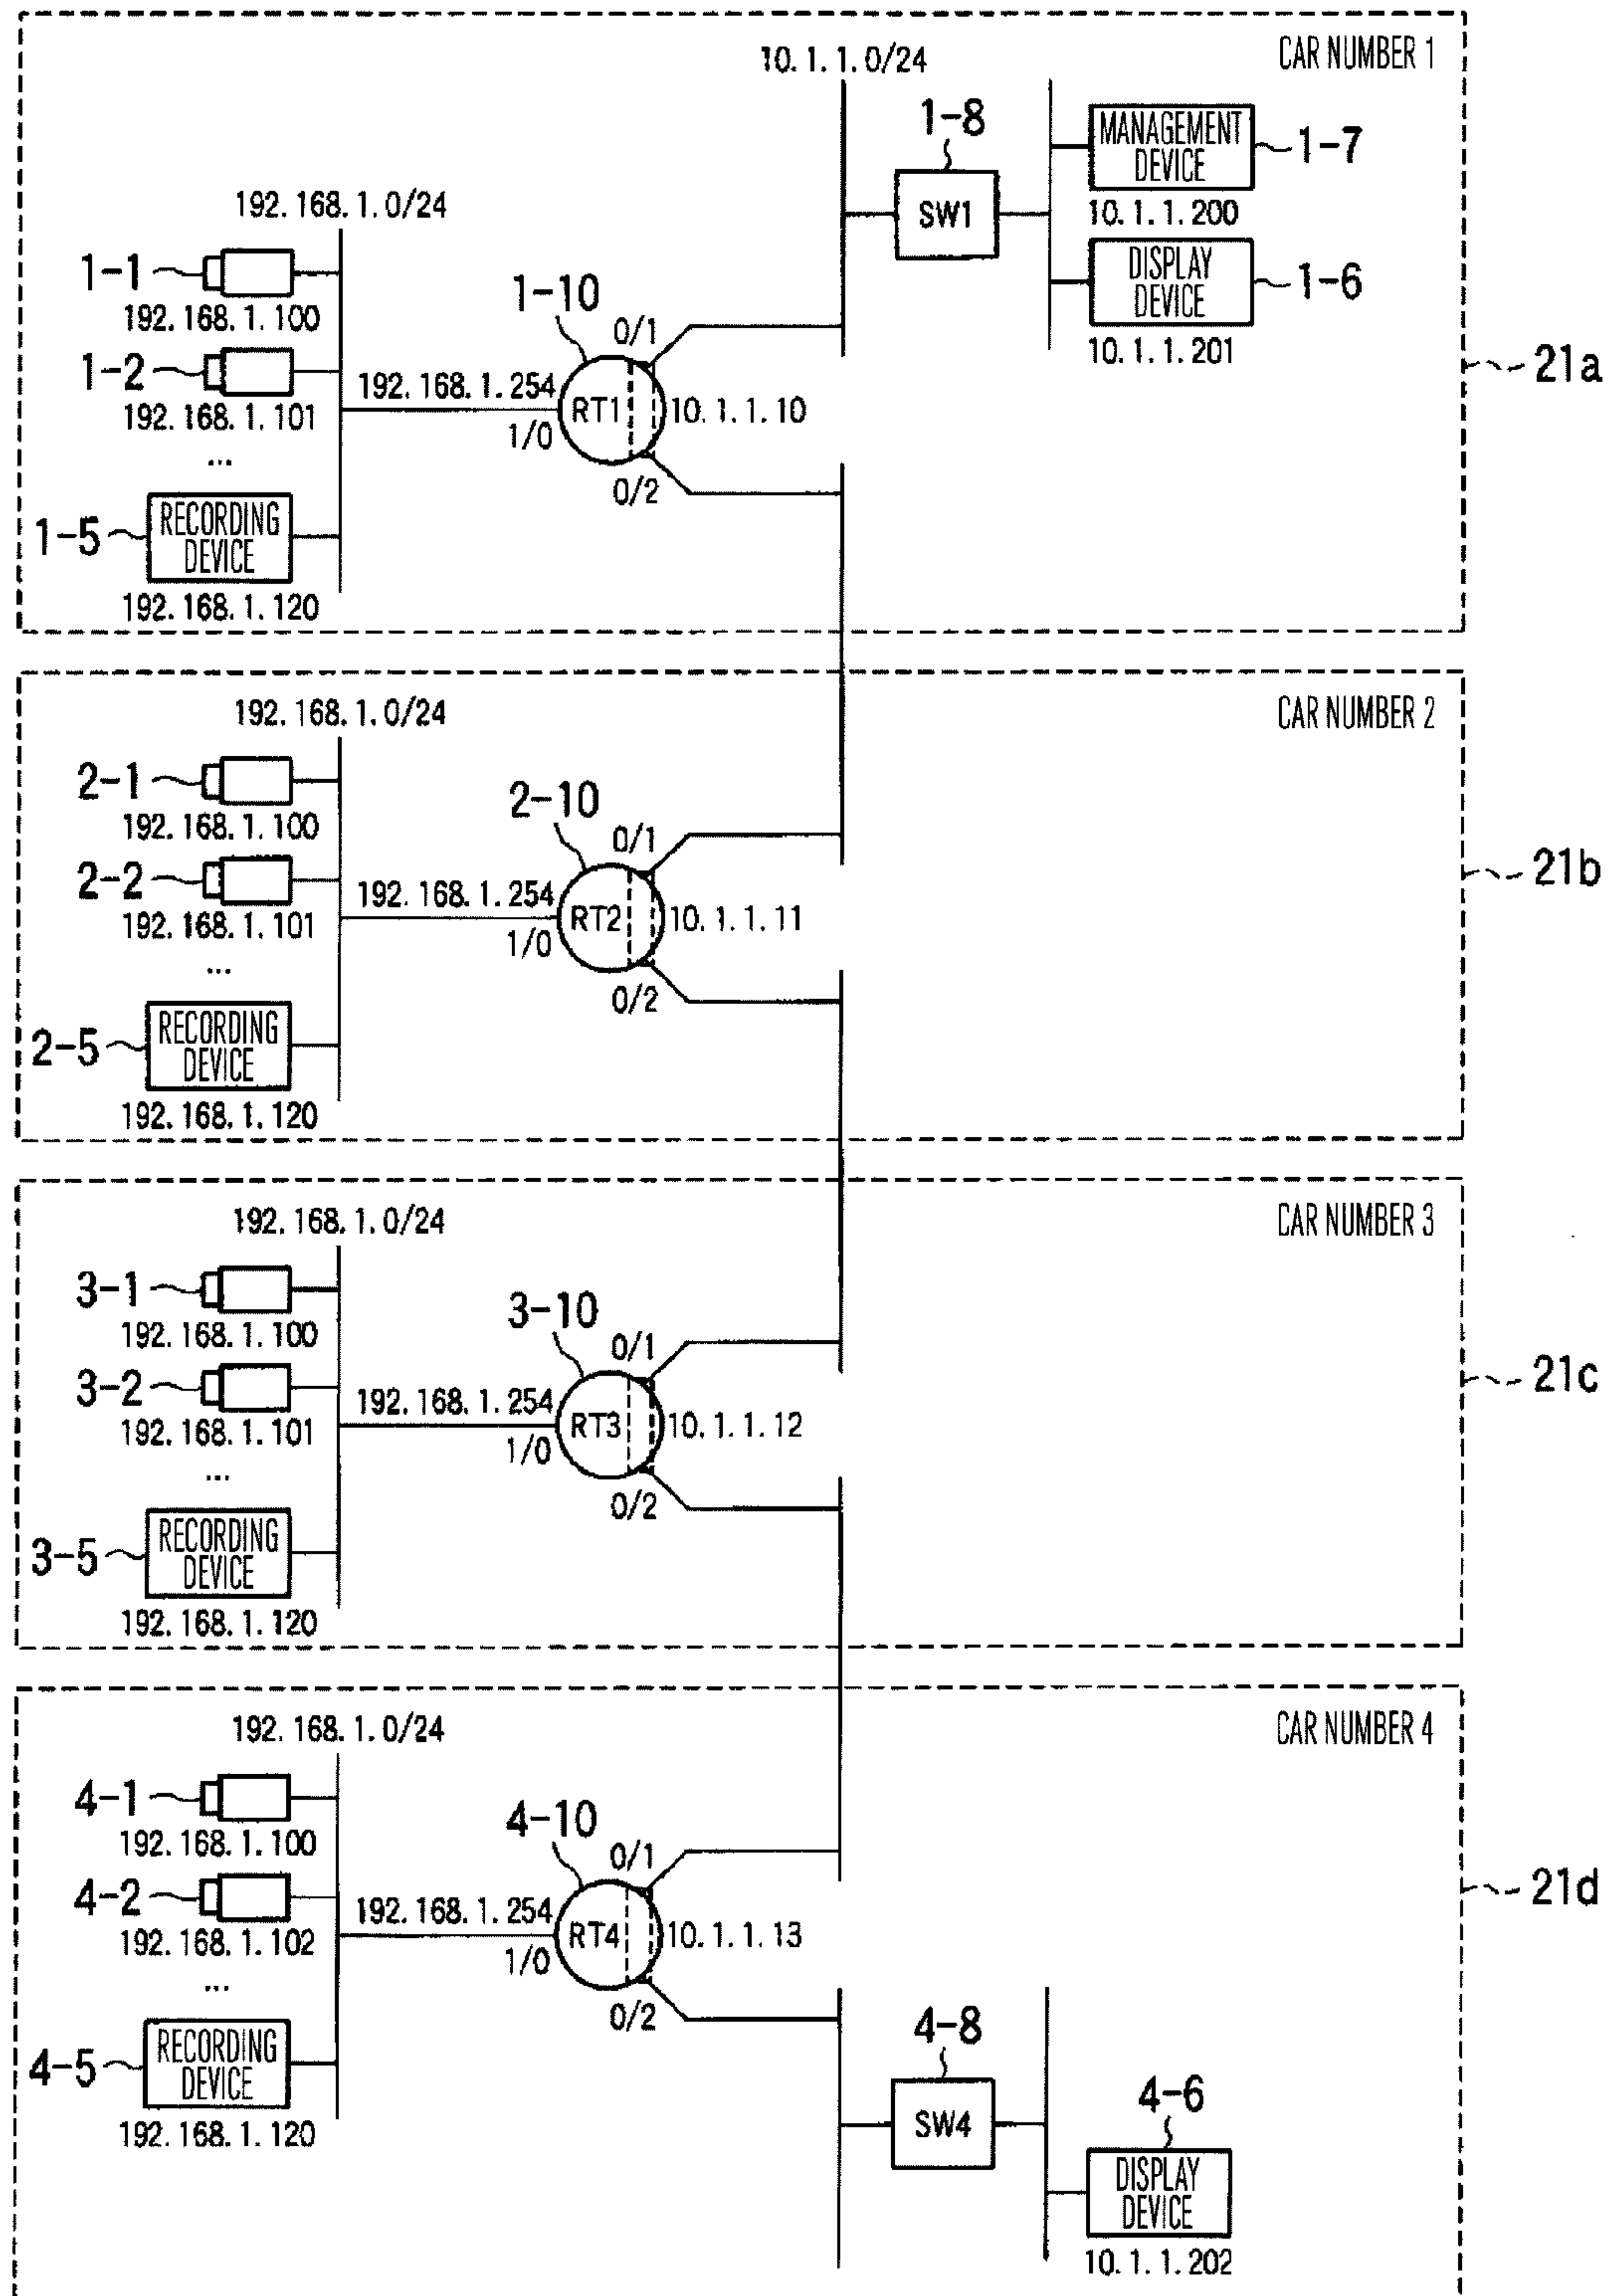 CAR NUMBER 1
10. 1. 1. 0/24
1-8
MANAGEMENT
DEVICE
1-7
SW1
10. 1. 1. 200
192. 168. 1. 0/24
DISPLAY
DEVICE
1-6
10. 1. 1. 201
1-1
192. 168. 1. 100
1-10
0/1
1-2
192. 168. 1. 101
192. 168. 1. 254
1/0
RT1
10. 1. 1. 10
21a
...
0/2
1-5
RECORDING
DEVICE
192. 168. 1. 120
CAR NUMBER 2
192. 168. 1. 0/24
2-1
192. 168. 1. 100
2-10
0/1
2-2
192. 168. 1. 101
192. 168. 1. 254
1/0
RT2
10. 1. 1. 11
21b
...
0/2
2-5
RECORDING
DEVICE
192. 168. 1. 120
CAR NUMBER 3
192. 168. 1. 0/24
3-1
192. 168. 1. 100
3-10
0/1
3-2
192. 168. 1. 101
192. 168. 1. 254
1/0
RT3
10. 1. 1. 12
21c
...
0/2
3-5
RECORDING
DEVICE
192. 168. 1. 120
CAR NUMBER 4
192. 168. 1. 0/24
4-1
192. 168. 1. 100
4-10
0/1
4-2
192. 168. 1. 102
192. 168. 1. 254
1/0
RT4
10. 1. 1. 13
21d
...
0/2
4-5
RECORDING
DEVICE
192. 168. 1. 120
4-8
SW4
4-6
DISPLAY
DEVICE
10. 1. 1. 202